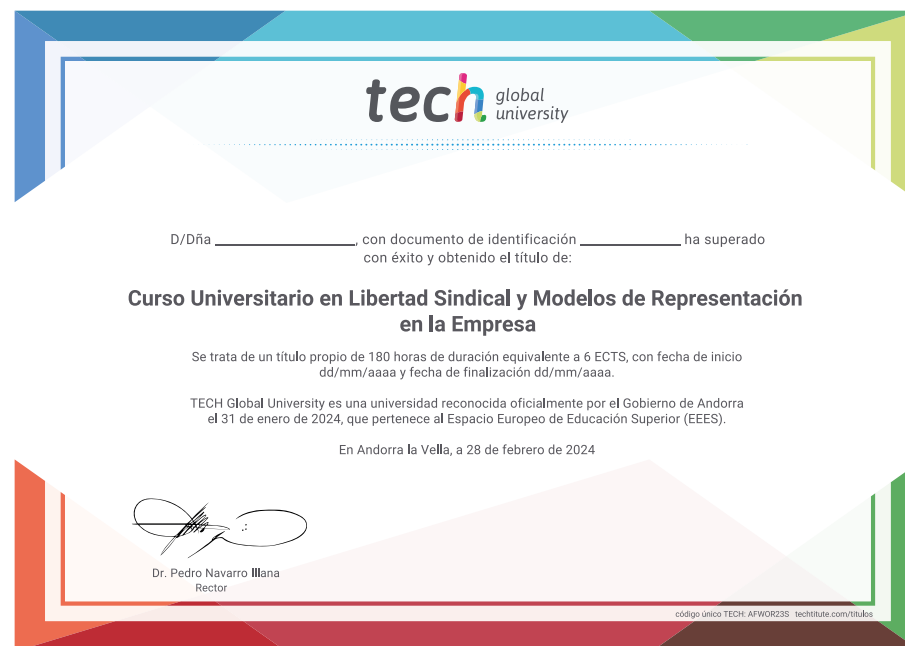 tech global university
D/Dña ________________, con documento de identificación ____________ ha superado
con éxito y obtenido el título de:
Curso Universitario en Libertad Sindical y Modelos de Representación
en la Empresa
Se trata de un título propio de 180 horas de duración equivalente a 6 ECTS, con fecha de inicio
dd/mm/aaaa y fecha de finalización dd/mm/aaaa.
TECH Global University es una universidad reconocida oficialmente por el Gobierno de Andorra
el 31 de enero de 2024, que pertenece al Espacio Europeo de Educación Superior (EEES).
En Andorra la Vella, a 28 de febrero de 2024
Dr. Pedro Navarro Illana
Rector
código único TECH: AFWOR23S techtitute.com/titulos